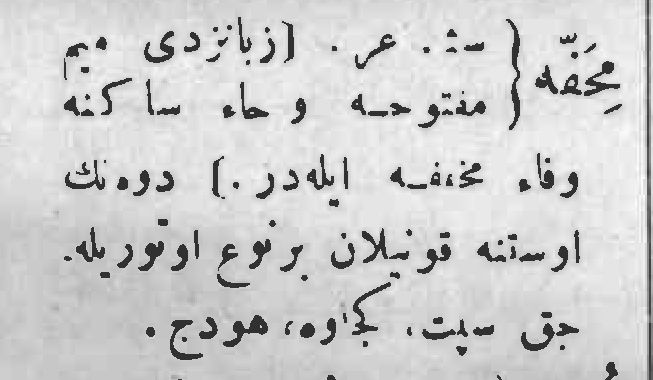 مِحَفّه { سث. عر. [زبانزدی میم
مفتوحه و حاء ساكنه
وفاء مخففه ایله‌در.] دوه‌نك
اوستنه قونیلان برنوع اوتوریله.
جق سپت، كجاوه، هودج.